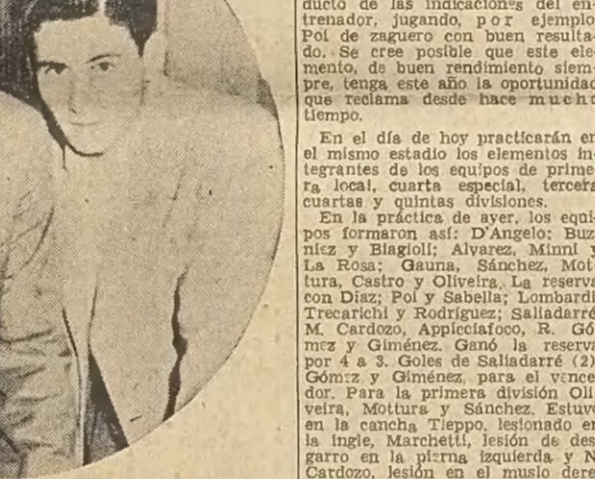 ducto de las indicaciones del en-
trenador, jugando, por ejemplo
Poi de zaguero con buen resulta-
do. Se cree posible que este ele-
mento, de buen rendimiento siem-
pre, tenga este año la oportunidad
que reclama desde hace mucho
tiempo.
En el día de hoy practicarán en
el mismo estadio los elementos in-
tegrantes de los equipos de prime-
ra local, cuarta especial, tercera
cuartas y quintas divisiones.
En la práctica de ayer, los equi-
pos formaron así: D'Angelo; Buz
niez y Biagioli; Alvarez, Minni y
La Rosa; Gauna, Sánchez, Mot
tura, Castro y Oliveira. La reserva
con Diaz; Poi y Sabella; Lombardi
Trecarichi y Rodríguez; Saliadarré
M. Cardozo, Appicciafoco, R. Gó
mez y Giménez. Ganó la reserva
por 4 a 3. Goles de Saliadarré (2)
Gómez y Giménez, para el vence
dor. Para la primera división Oli
veira, Mottura y Sánchez. Estuvo
en la cancha Tieppo, lesionado en
la ingle, Marchetti, lesión de des
garro en la pierna izquierda y N
Cardozo, lesión en el muslo dere